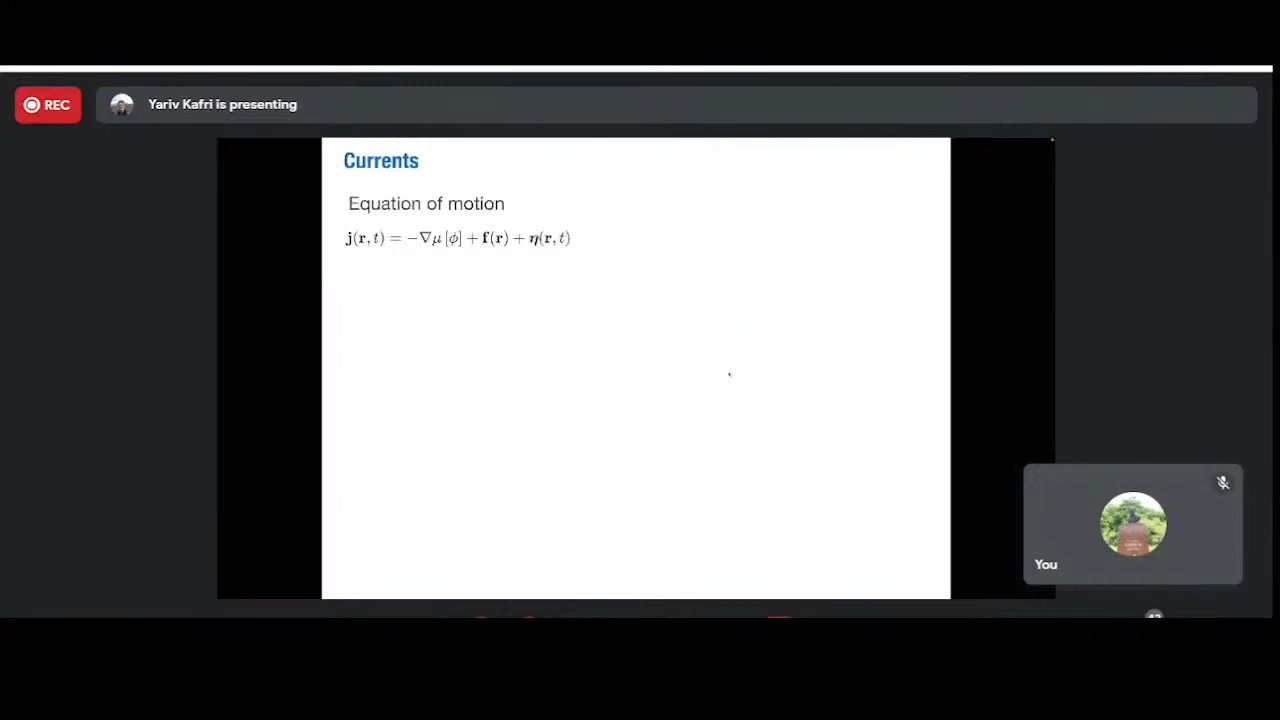 REC
Yariv Kafri is presenting
Currents
Equation of motion
j(r, t) = −∇μ [ϕ] + f(r) + η(r, t)
You